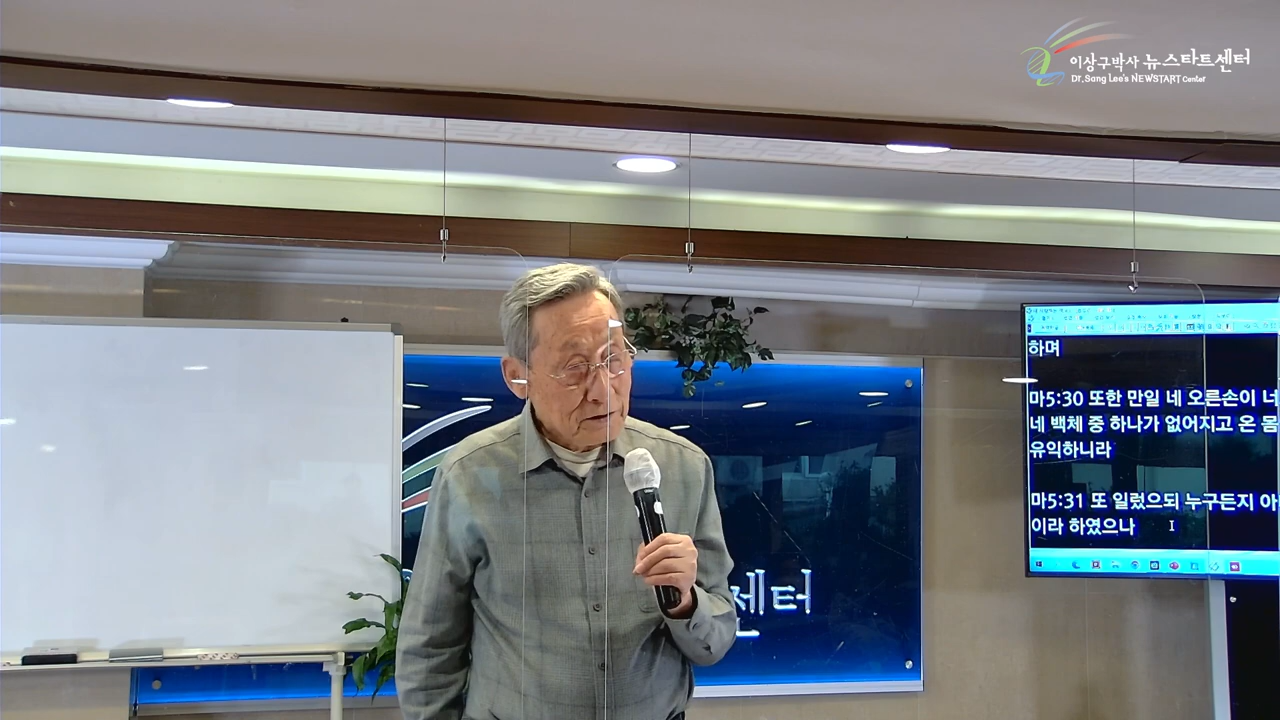 이상구박사 뉴스타트센터
Dr. Sang Lee's NEWSTART Center
하며
마5:30 또한 만일 네 오른손이 너
네 백체 중 하나가 없어지고 온 몸
유익하니라
마5:31 또 일렀으되 누구든지 아
이라 하였으나
센터